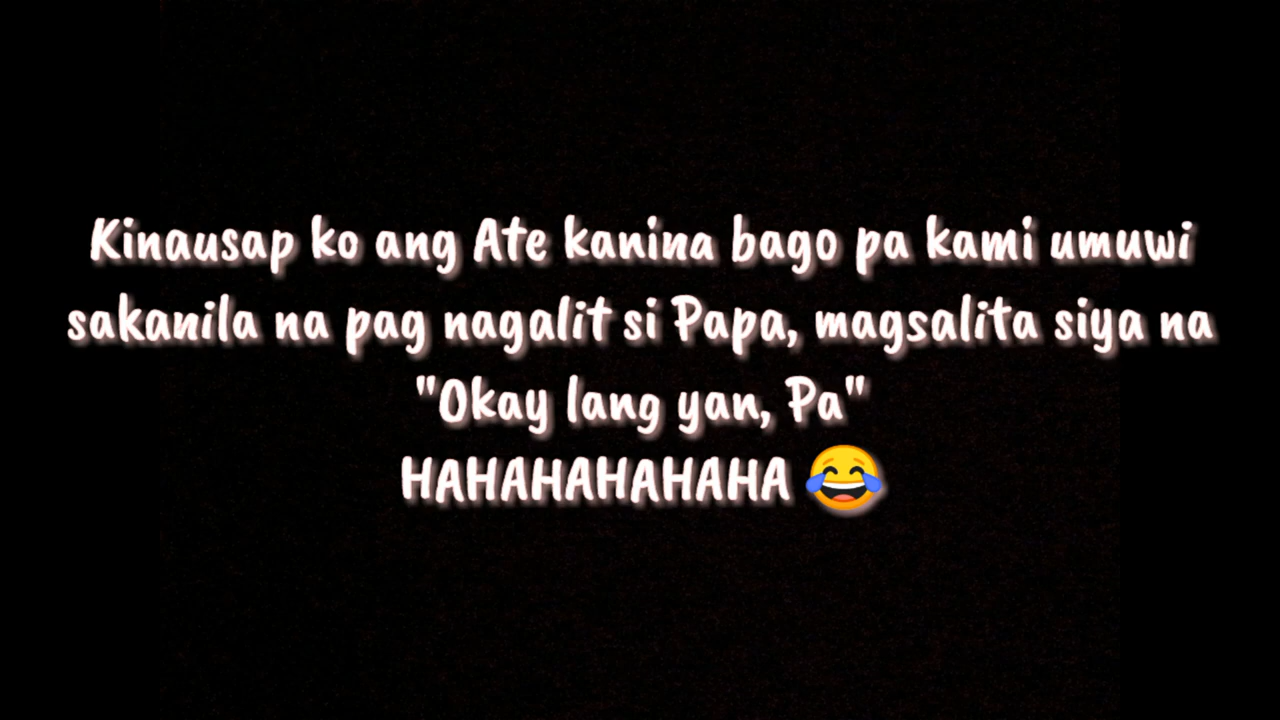 Kinausap ko ang Ate kanina bago pa kami umuwi
sakanila na pag nagalit si Papa, magsalita siya na
"Okay lang yan, Pa"
HAHAHAHAHAHA 😂